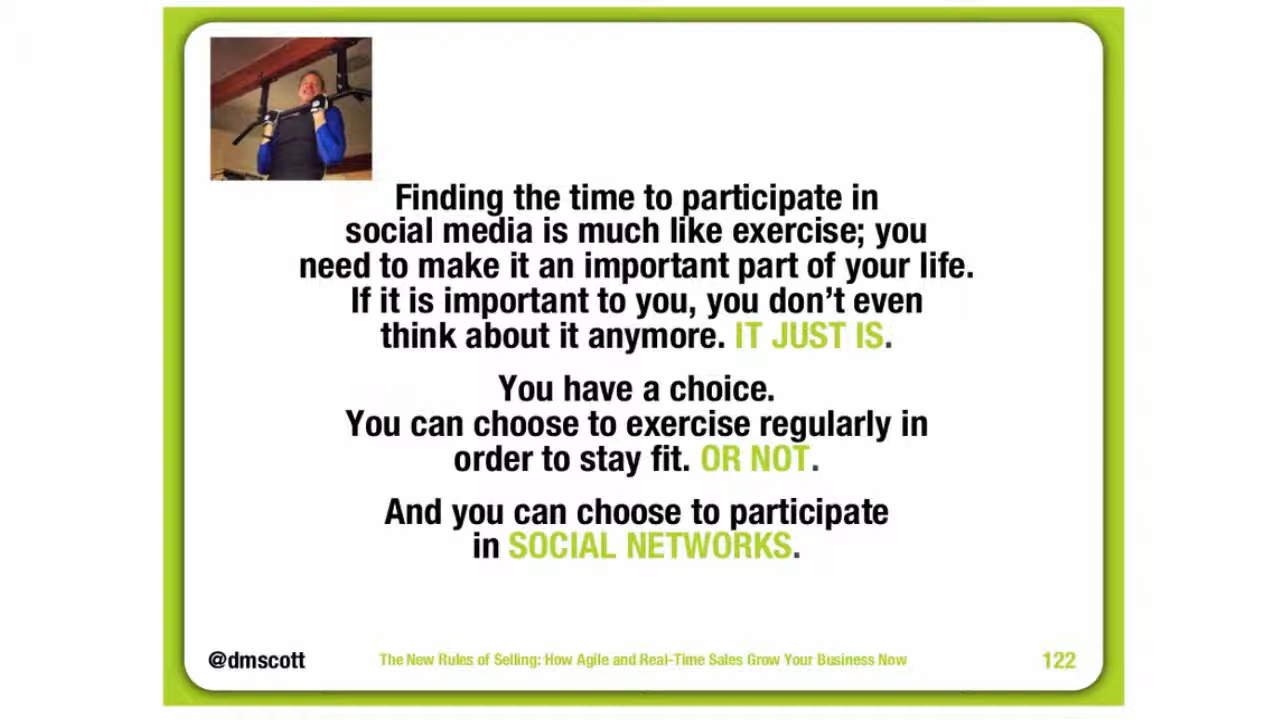 Finding the time to participate in
social media is much like exercise; you
need to make it an important part of your life.
If it is important to you, you don’t even
think about it anymore. IT JUST IS.
You have a choice.
You can choose to exercise regularly in
order to stay fit. OR NOT.
And you can choose to participate
in SOCIAL NETWORKS.
@dmscott The New Rules of Selling: How Agile and Real-Time Sales Grow Your Business Now 122